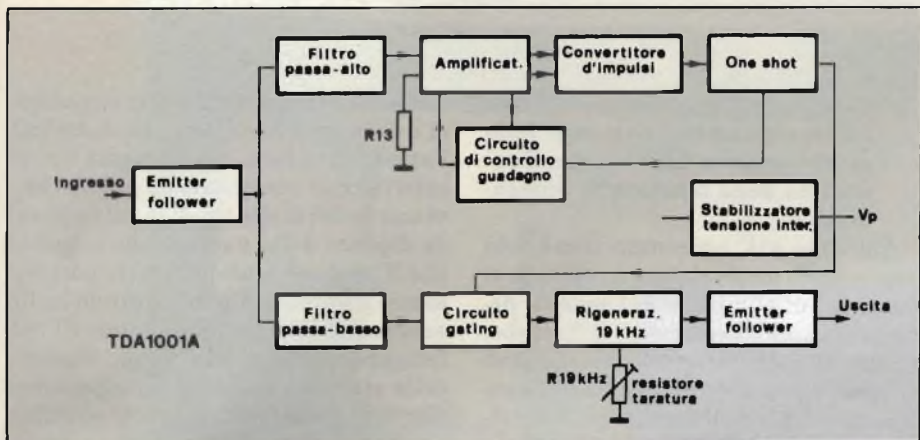 Filtro
passa-alto
Amplificat.
Convertitore
d'impulsi
One shot
R13
Circuito
di controllo
guadagno
Ingresso
Emitter
follower
Stabilizzatore
tensione inter.
Vp
Filtro
passa-basso
Circuito
gating
Rigeneraz.
19 kHz
Emitter
follower
Uscita
TDA1001A
R19kHz
resistore
taratura